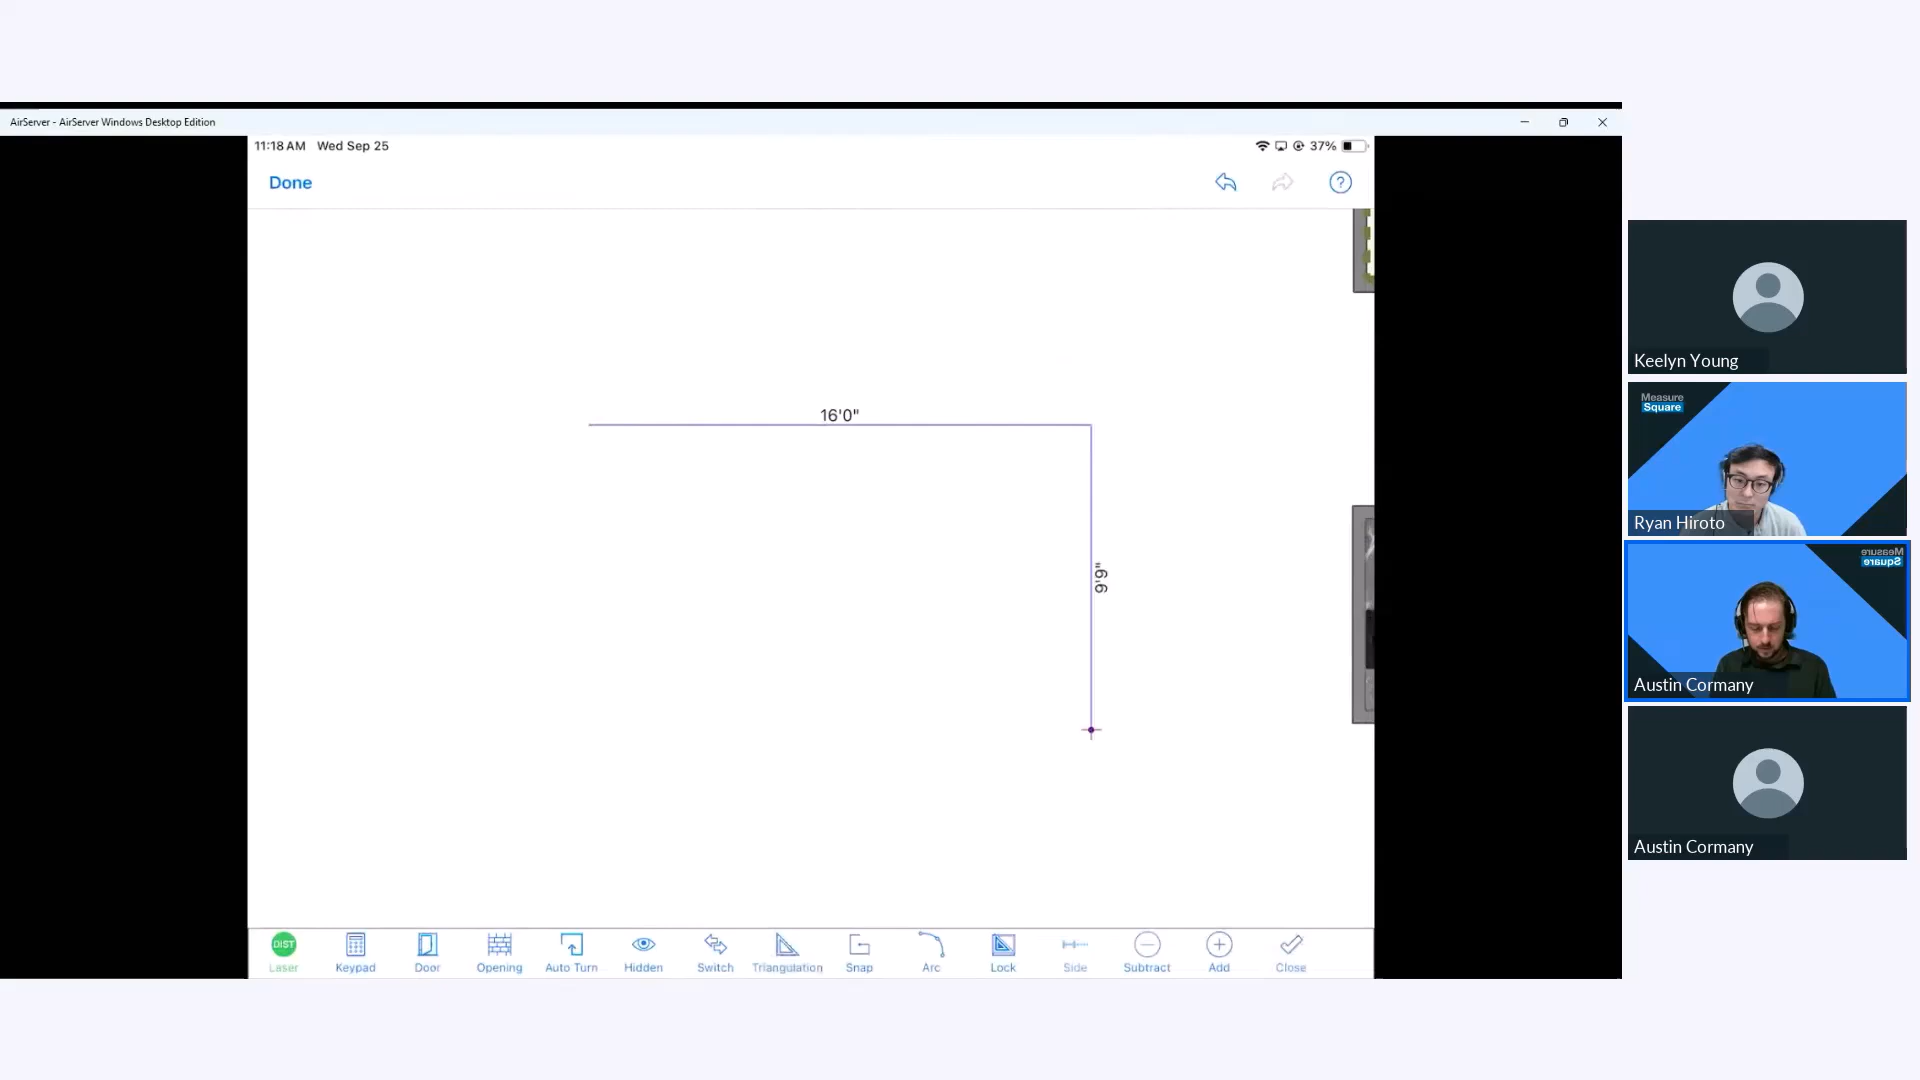 AirServer - AirServer Windows Desktop Edition
11:18 AM Wed Sep 25
37%
Done
?
16'0"
9'9"
DIST
Laser
Keypad
Door
Opening
Auto Turn
Hidden
Switch
Triangulation
Snap
Arc
Lock
Side
Subtract
Add
Close
Keelyn Young
Measure
Square
Ryan Hiroto
Measure
Square
Austin Cormany
Austin Cormany